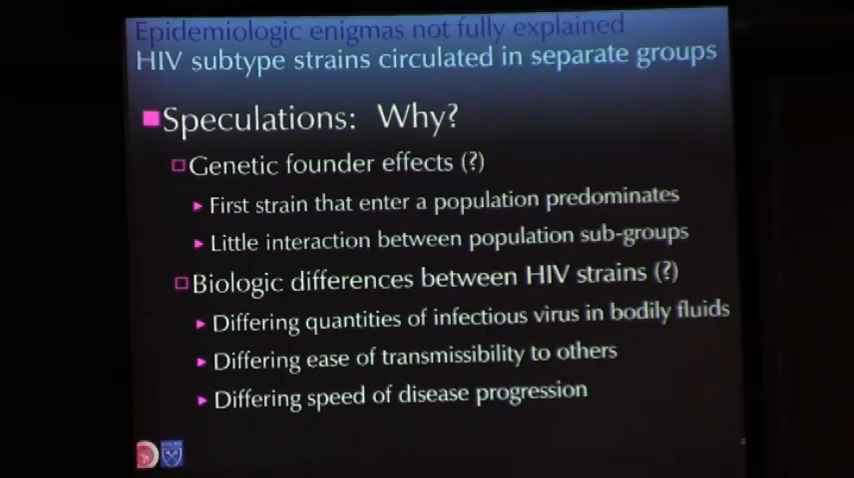 Epidemiologic enigmas not fully explained
HIV subtype strains circulated in separate groups
Speculations: Why?
Genetic founder effects (?)
First strain that enter a population predominates
Little interaction between population sub-groups
Biologic differences between HIV strains (?)
Differing quantities of infectious virus in bodily fluids
Differing ease of transmissibility to others
Differing speed of disease progression